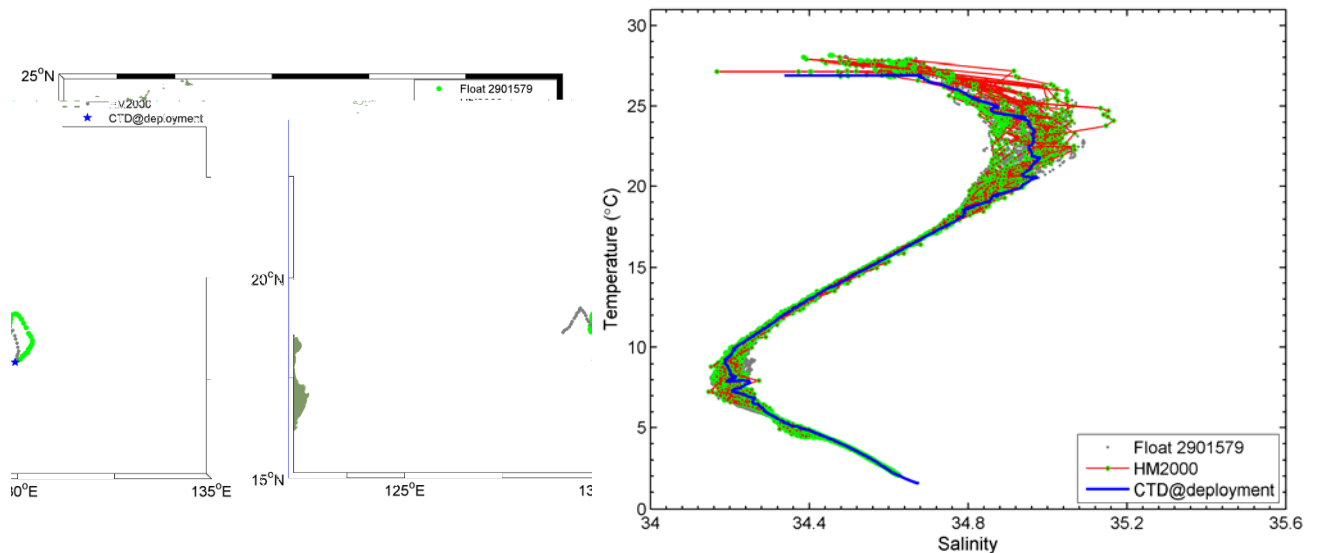 25°N
Float 2901579
HM2000
CTD@deployment
20°N
15°N
135°E
125°E
30
25
20
15
10
5
0
Temperature (°C)
34
34.4
34.8
35.2
35.6
Salinity
Float 2901579
HM2000
CTD@deployment